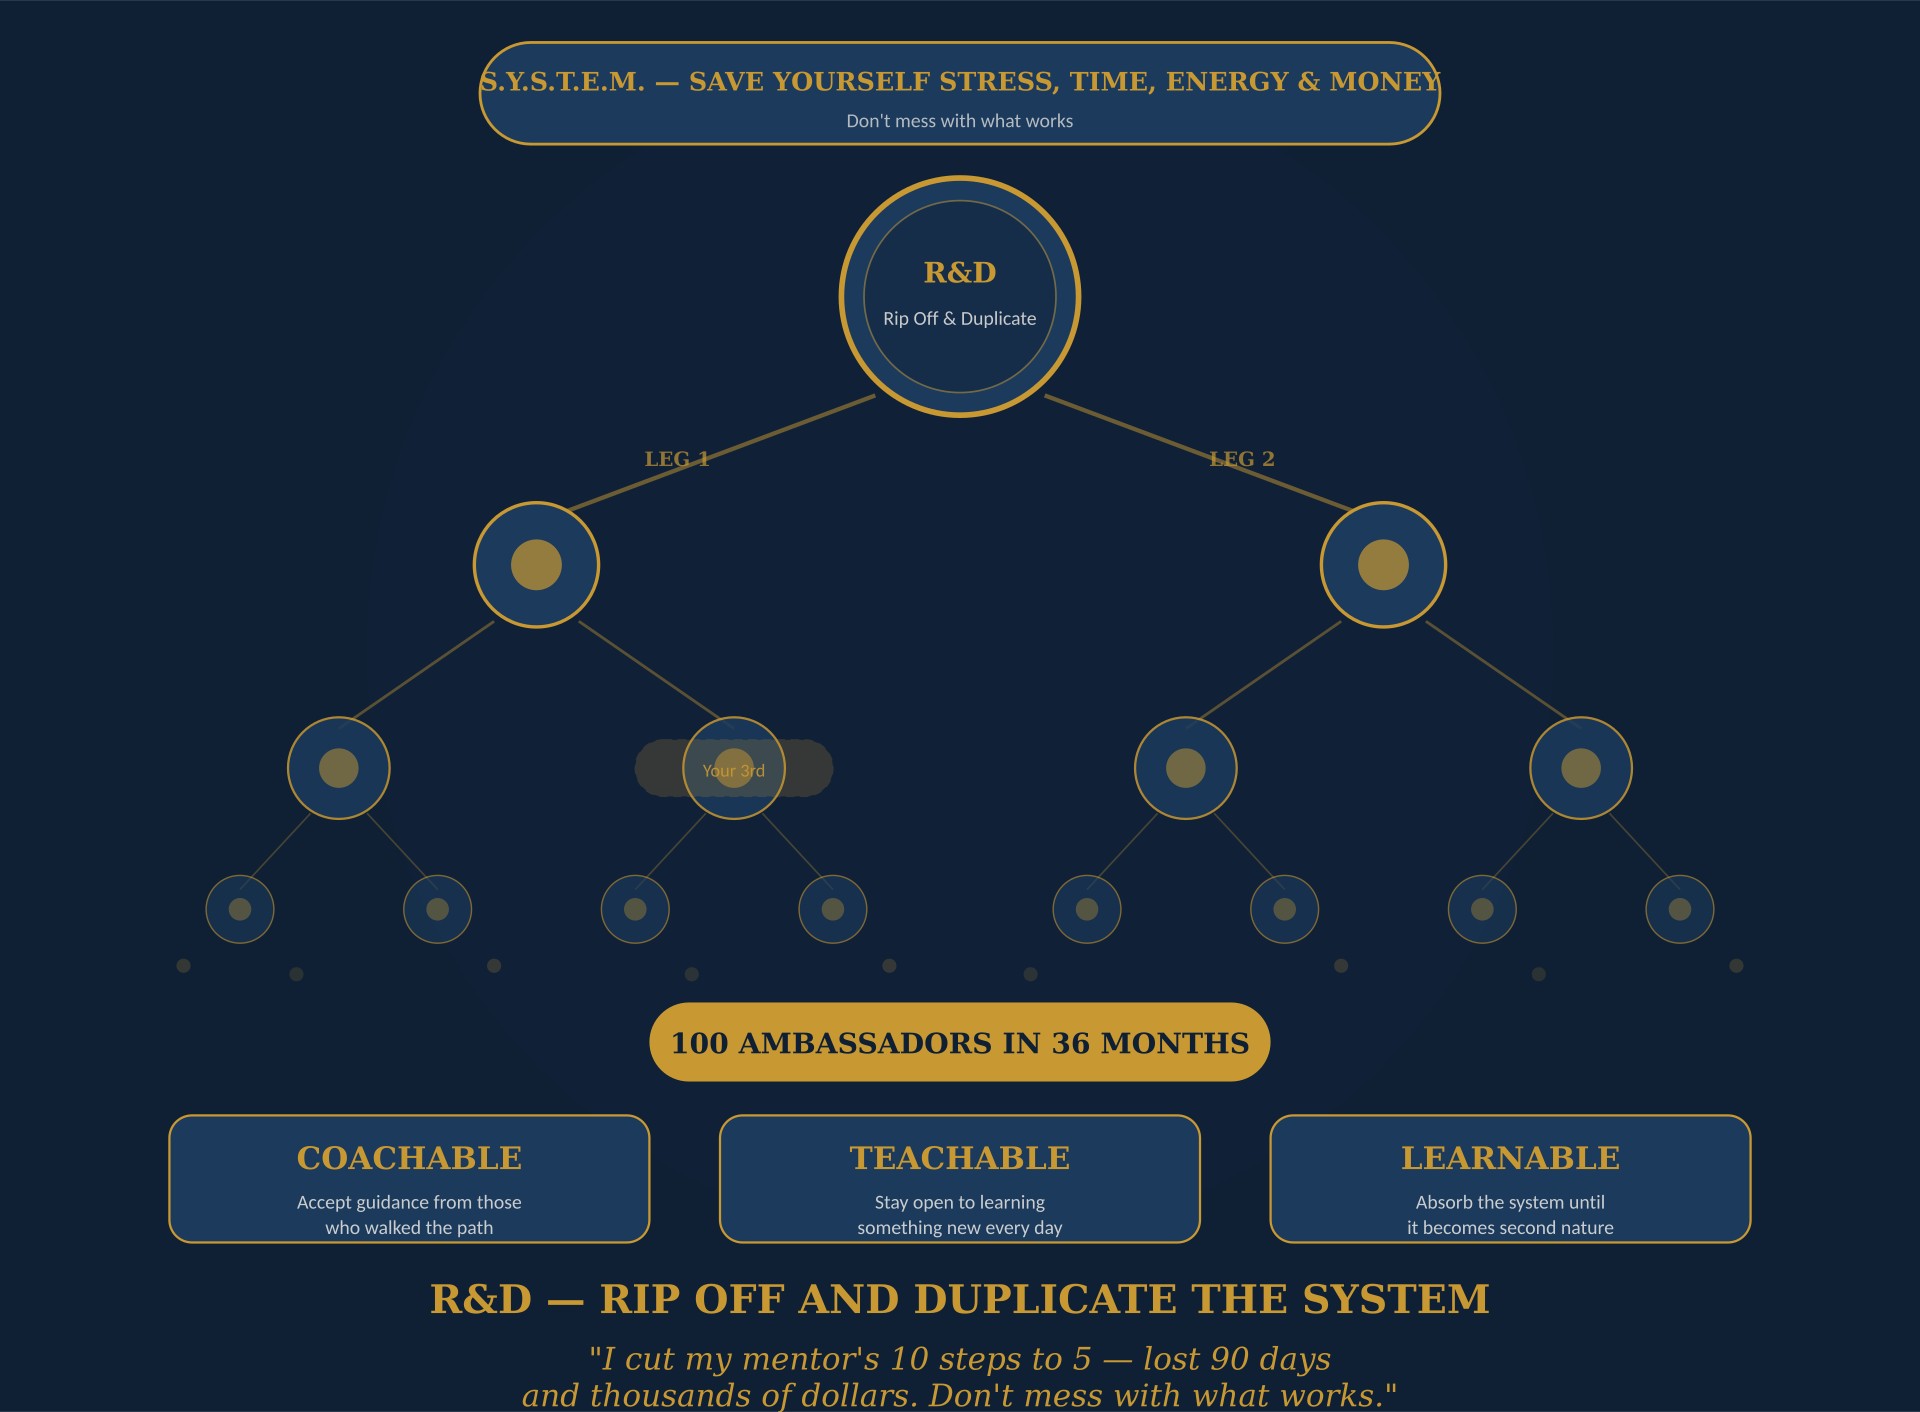 S.Y.S.T.E.M. — SAVE YOURSELF STRESS, TIME, ENERGY & MONEY
Don't mess with what works
R&D
Rip Off & Duplicate
LEG 1
LEG 2
Your 3rd
100 AMBASSADORS IN 36 MONTHS
COACHABLE
Accept guidance from those
who walked the path
TEACHABLE
Stay open to learning
something new every day
LEARNABLE
Absorb the system until
it becomes second nature
R&D — RIP OFF AND DUPLICATE THE SYSTEM
"I cut my mentor's 10 steps to 5 — lost 90 days
and thousands of dollars. Don't mess with what works."